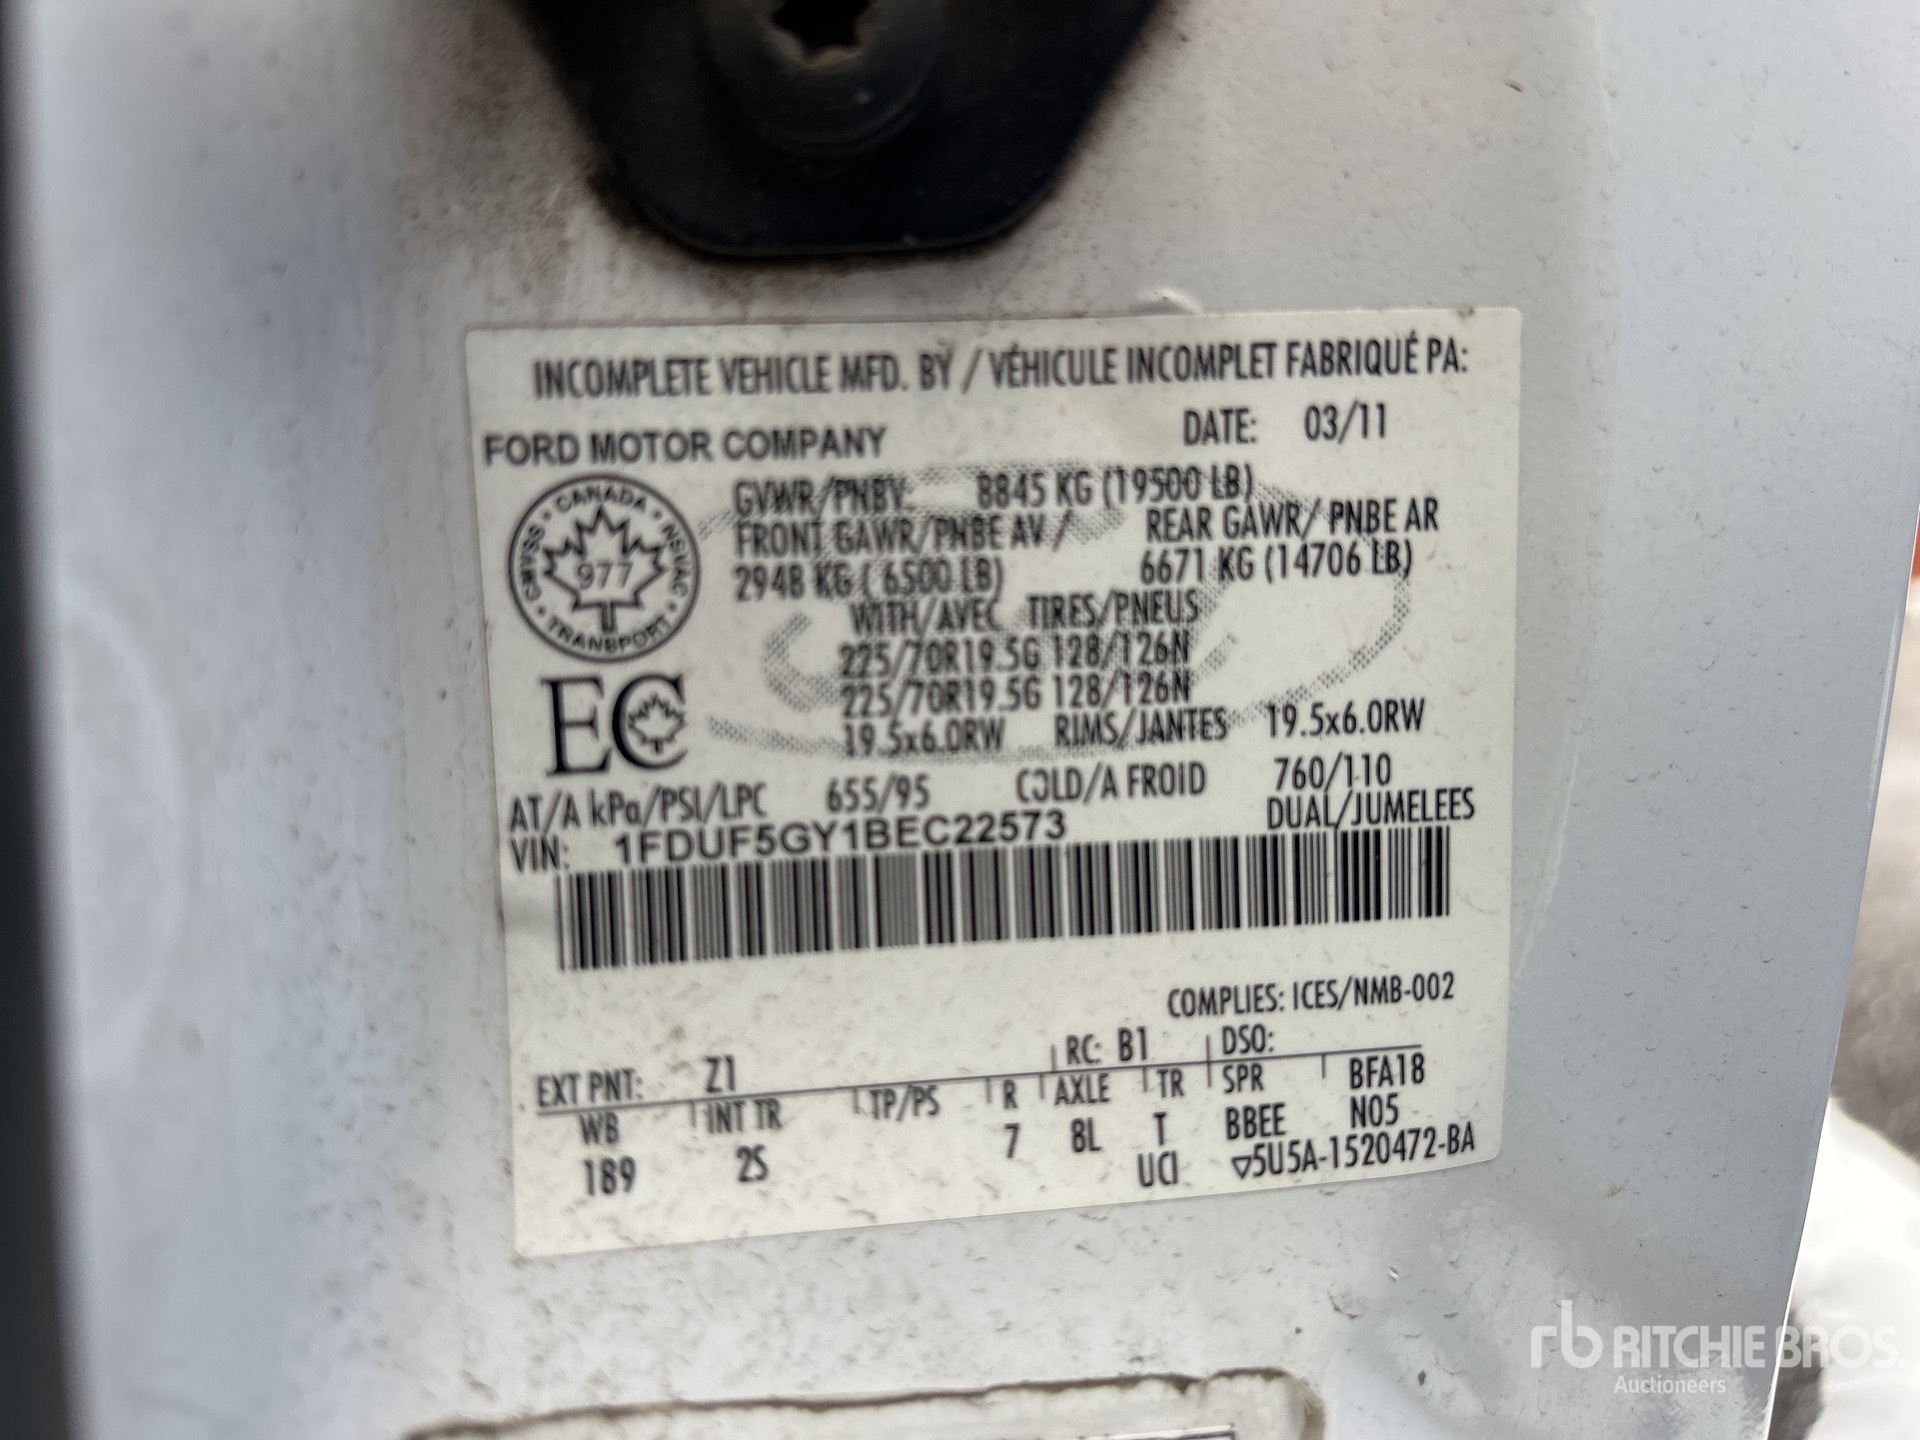 INCOMPLETE VEHICLE MFD. BY / VÉHICULE INCOMPLET FABRIQUÉ PA:
FORD MOTOR COMPANY DATE: 03/11
GVWR/PNBV: 8845 KG (19500 LB)
FRONT GAWR/PNBE AV / REAR GAWR/ PNBE AR
2948 KG ( 6500 LB) 6671 KG (14706 LB)
WITH/AVEC TIRES/PNEUS
225/70R19.5G 128/126N
225/70R19.5G 128/126N
19.5x6.0RW RIMS/JANTES 19.5x6.0RW
AT/A kPa/PSI/LPC 655/95 COLD/A FROID 760/110
DUAL/JUMELEES
VIN: 1FDUF5GY1BEC22573
CANADA
977
TRANSPORT
EC
COMPLIES: ICES/NMB-002
EXT PNT: Z1 RC: B1 DSO:
WB INT TR TP/PS R AXLE TR SPR BFA18
189 2S 7 8L T BBEE N05
UCI ▽5U5A-1520472-BA
rb RITCHIE BROS.
Auctioneers